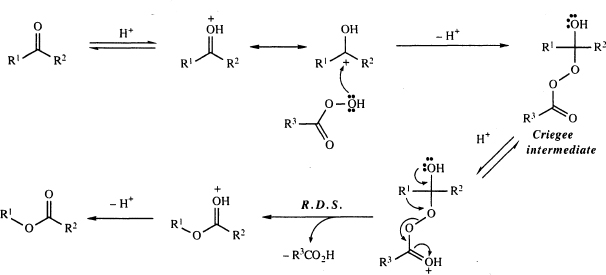 O
R¹ R²
H⁺
+
OH
R¹ R²
OH
R¹ + R²
O–OH
R³
O
– H⁺
OH
R¹ R²
O
O
R³ O
Criegee
intermediate
H⁺
OH
R¹ R²
O
O
R³ OH
+
R.D.S.
– R³CO₂H
+
OH
R¹ O R²
– H⁺
O
R¹ O R²